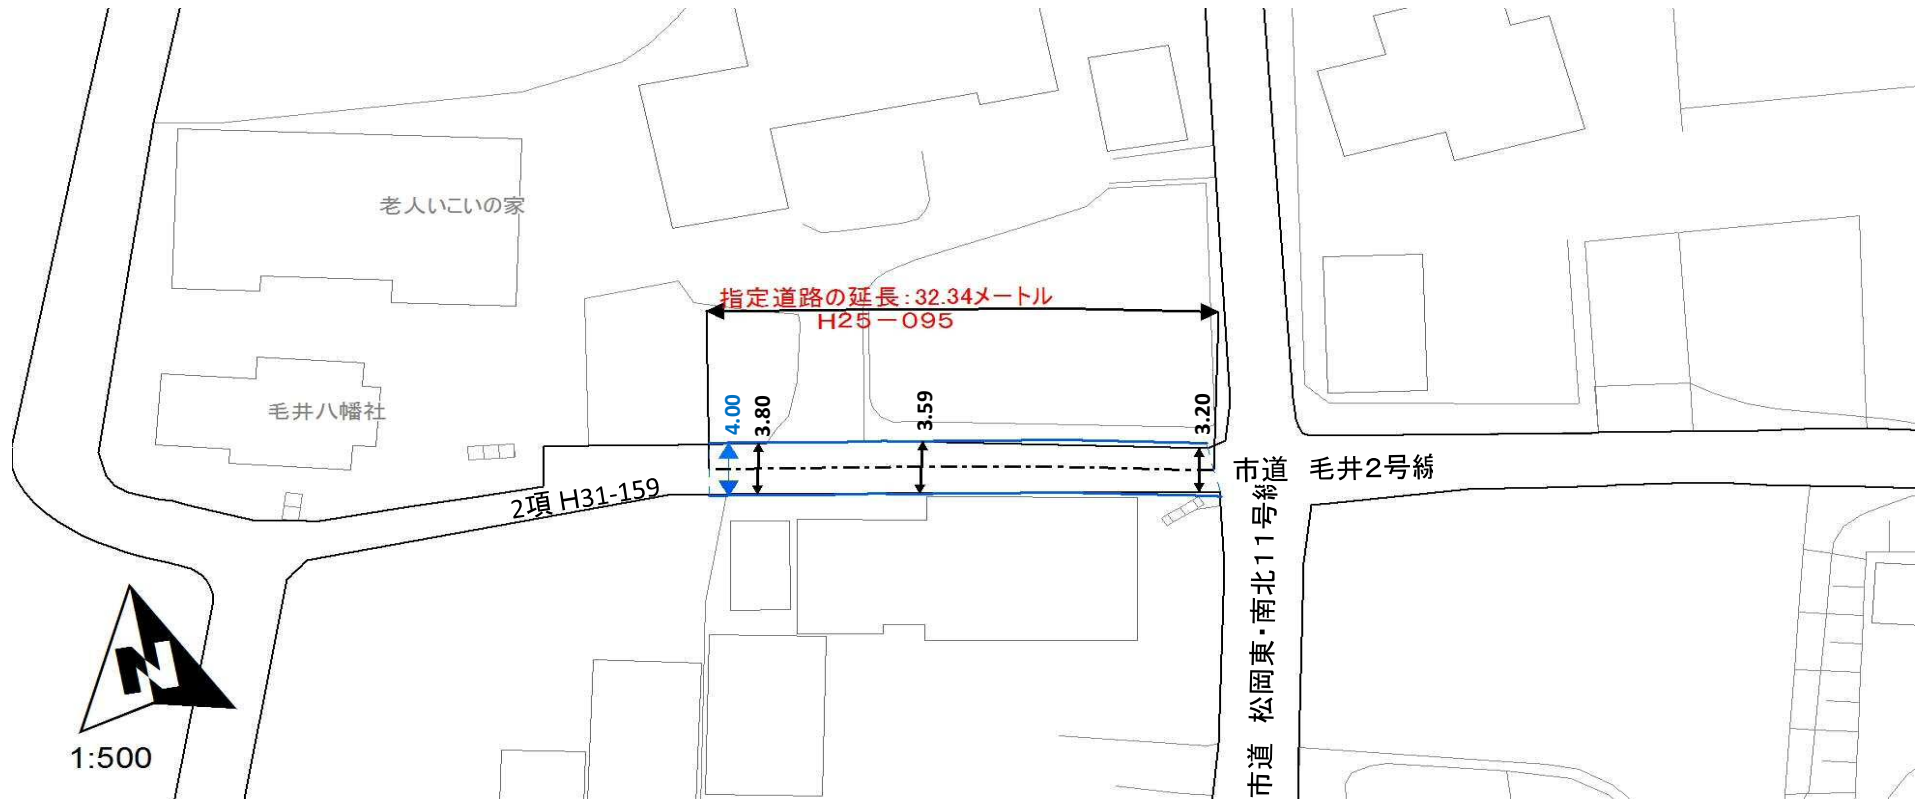 老人いこいの家
指定道路の延長:32.34メートル
H25-095
毛井八幡社
4.00
3.80
3.59
3.20
市道 毛井2号線
2項 H31-159
市道 松岡東・南北11号線
N
1:500